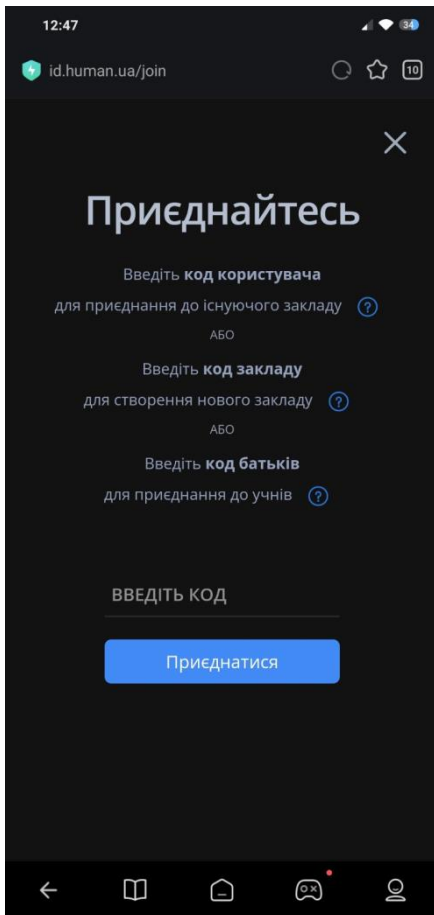 12:47
34
id.human.ua/join
10
Приєднайтесь
Введіть код користувача
для приєднання до існуючого закладу ?
АБО
Введіть код закладу
для створення нового закладу ?
АБО
Введіть код батьків
для приєднання до учнів ?
ВВЕДІТЬ КОД
Приєднатися